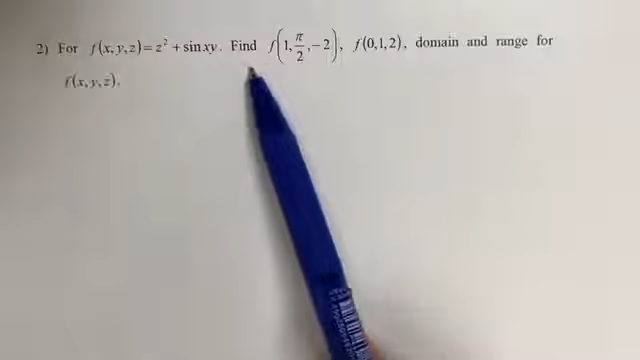 2) For f(x, y, z) = z² + sin xy. Find f(1, π/2, −2), f(0,1,2), domain and range for
f(x, y, z).